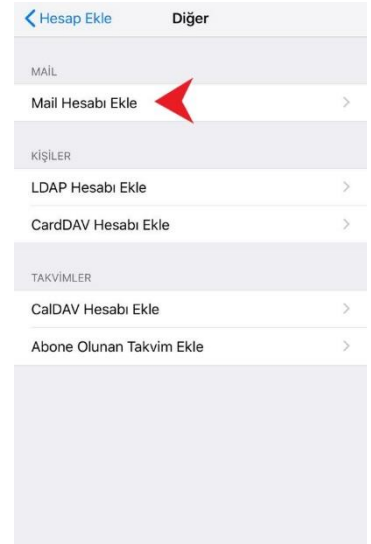 Hesap Ekle Diğer
MAİL
Mail Hesabı Ekle
KİŞİLER
LDAP Hesabı Ekle
CardDAV Hesabı Ekle
TAKVİMLER
CalDAV Hesabı Ekle
Abone Olunan Takvim Ekle